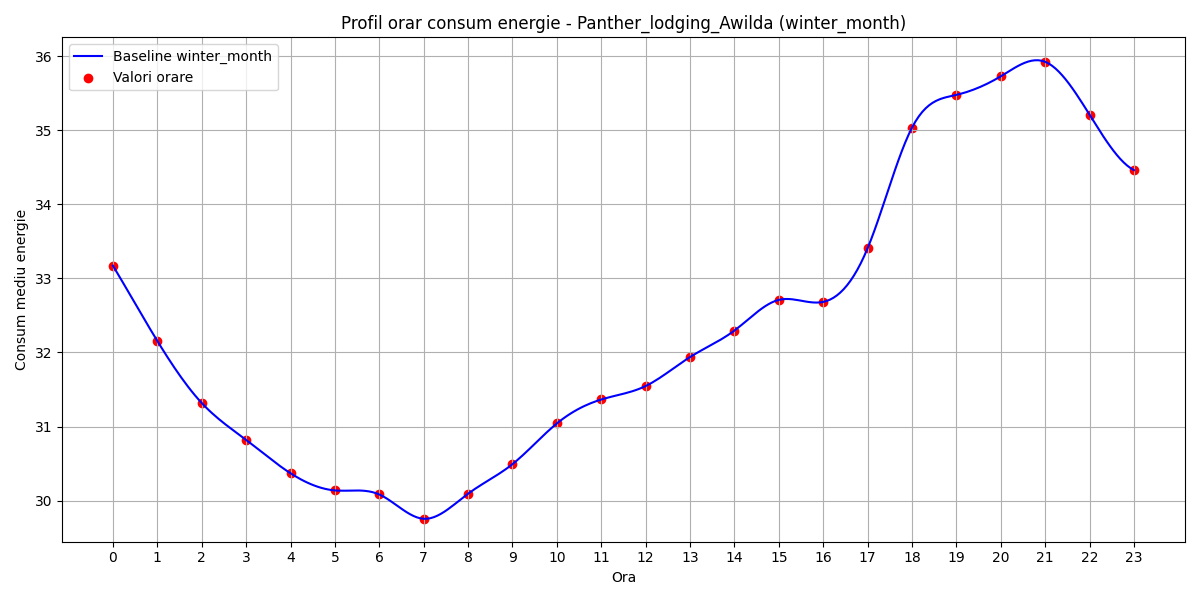 Profil orar consum energie - Panther_lodging_Awilda (winter_month)
Baseline winter_month
Valori orare
Consum mediu energie
36
35
34
33
32
31
30
0 1 2 3 4 5 6 7 8 9 10 11 12 13 14 15 16 17 18 19 20 21 22 23
Ora